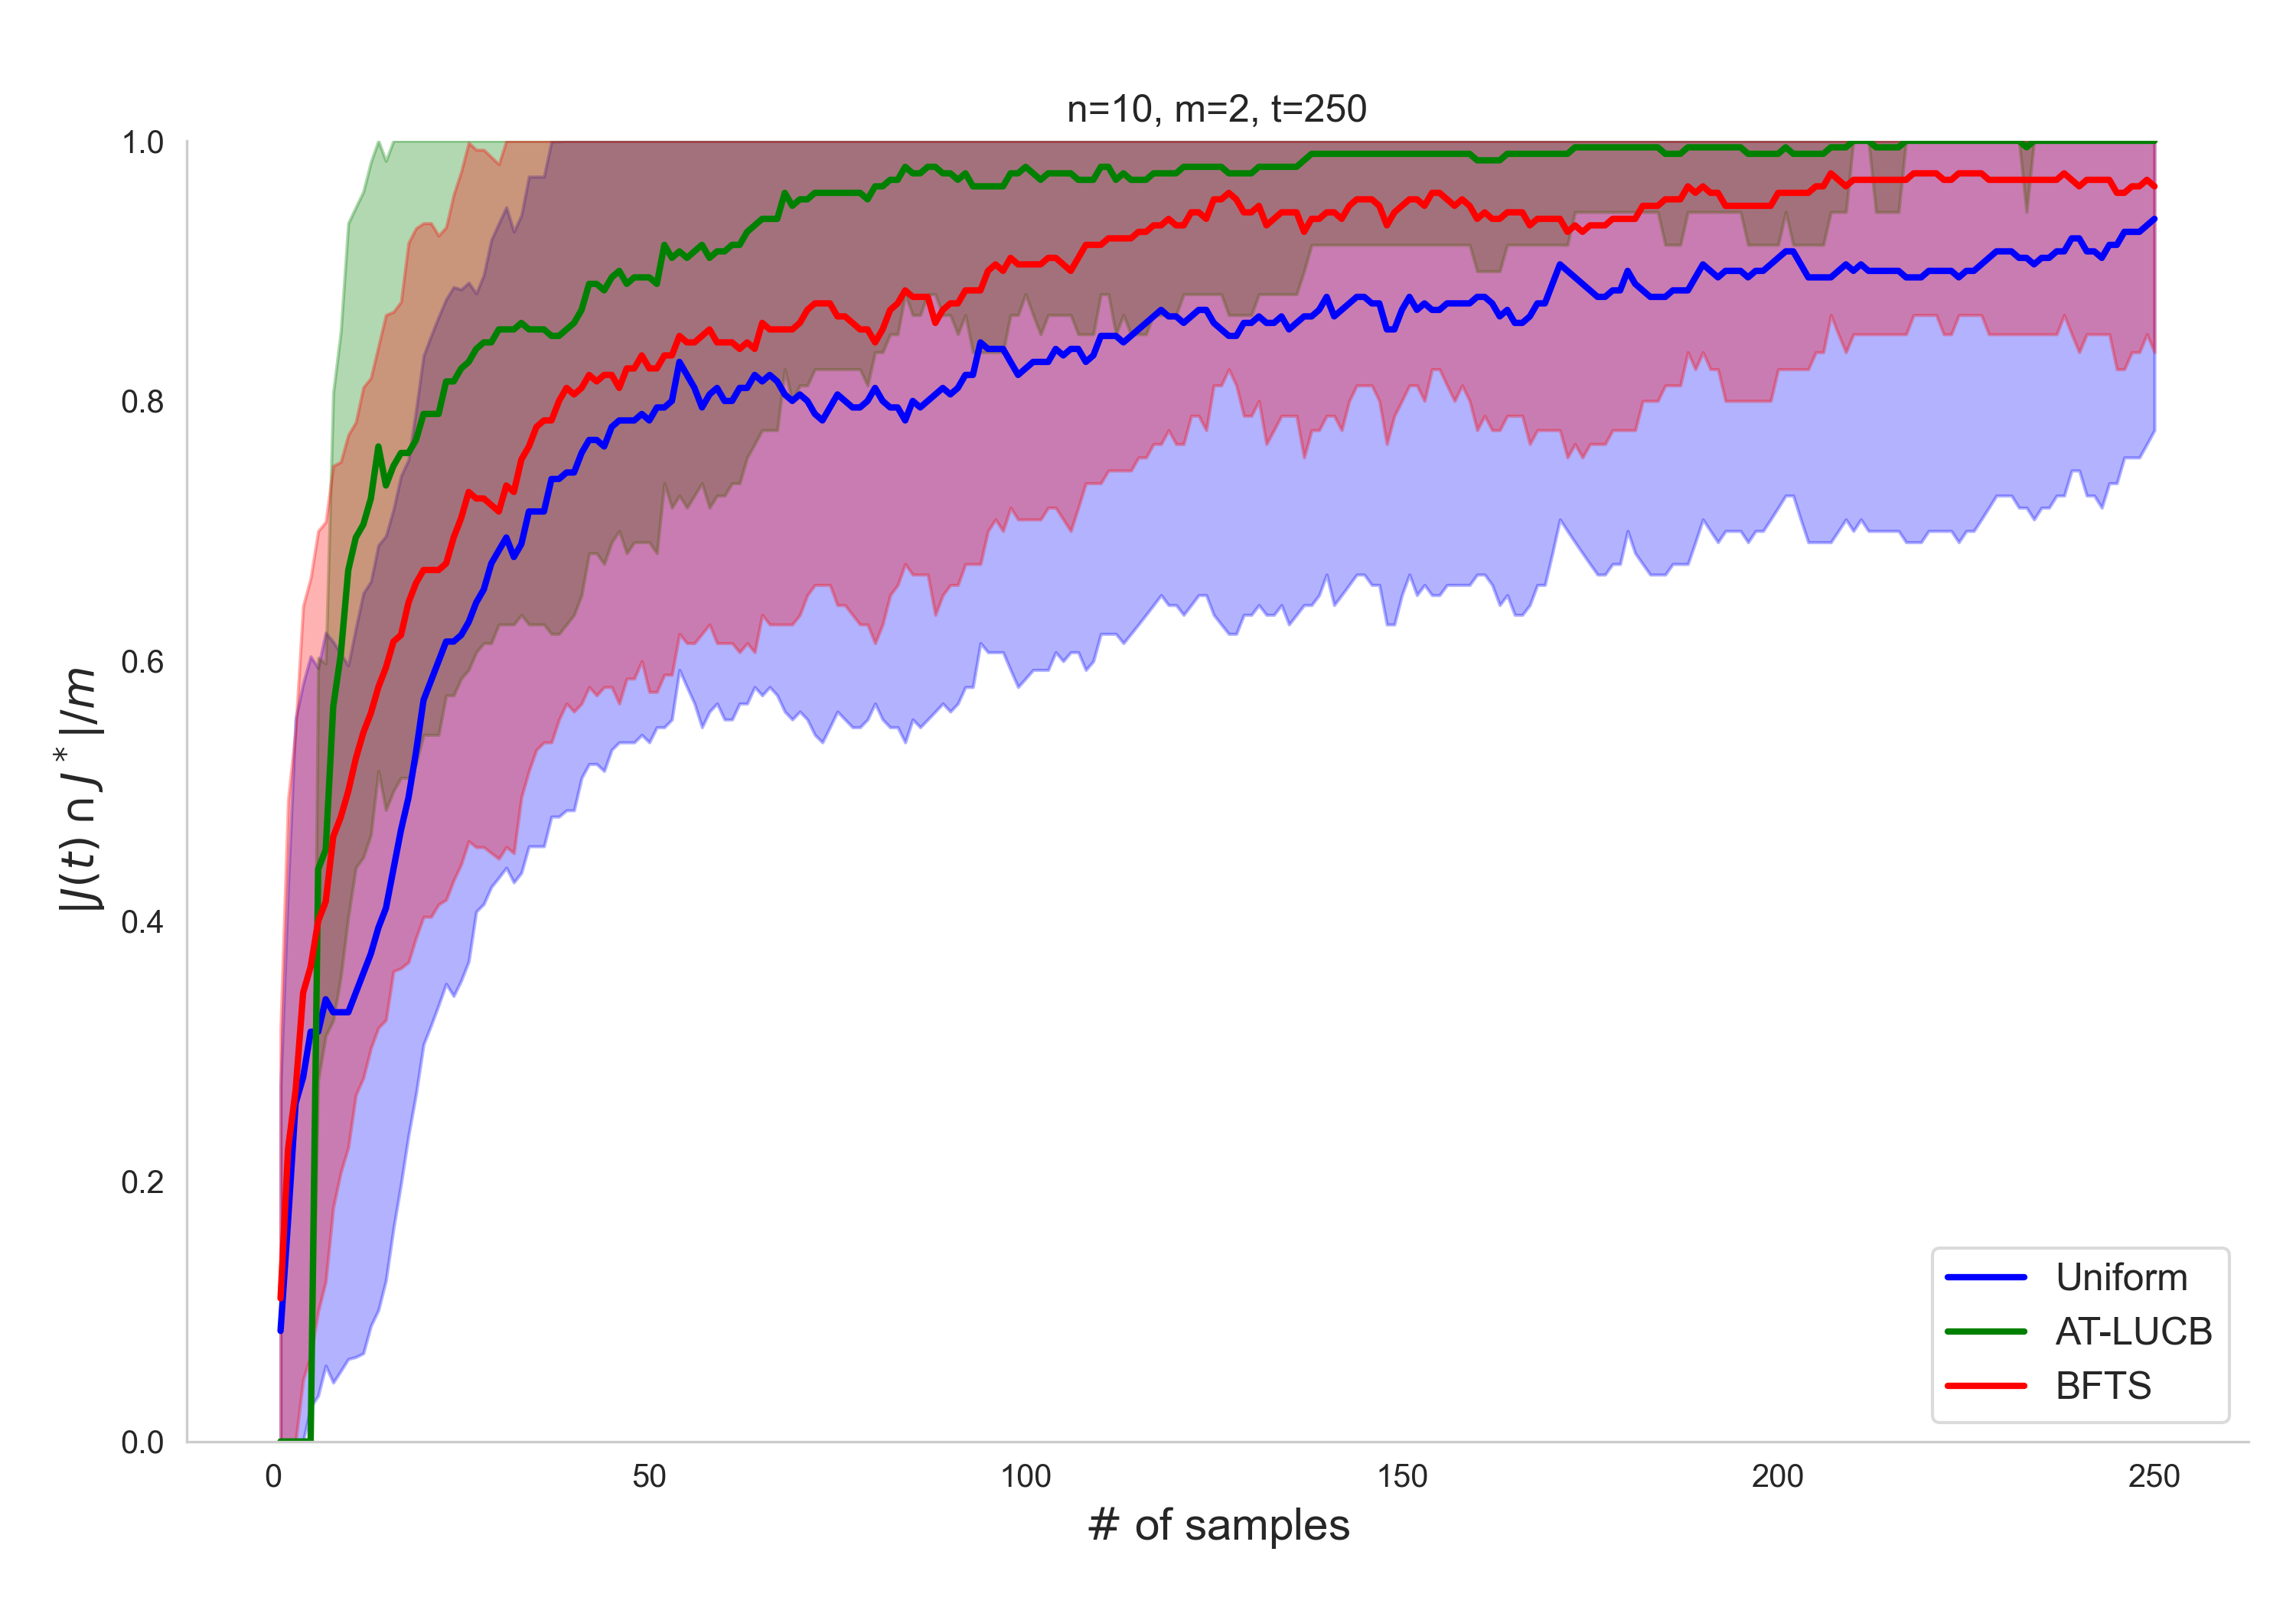 n=10, m=2, t=250
1.0
0.8
0.6
0.4
0.2
0.0
|J(t) ∩ J*|/m
0 50 100 150 200 250
# of samples
Uniform
AT-LUCB
BFTS